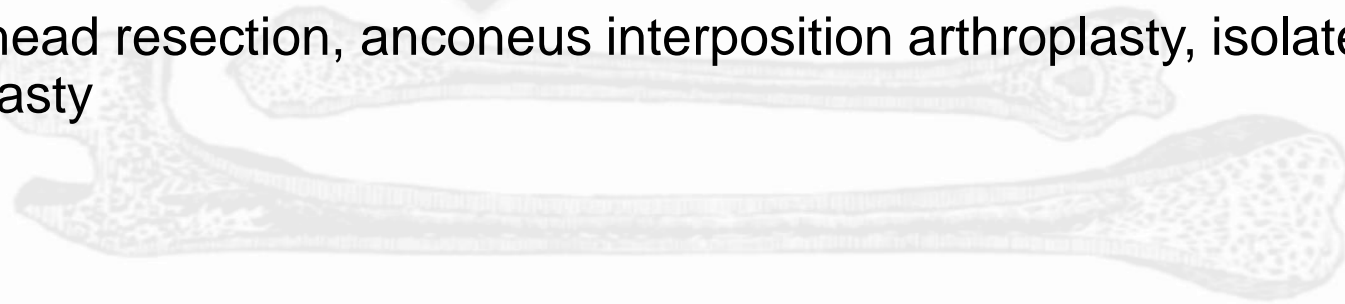 head resection, anconeus interposition arthroplasty, isolate
asty